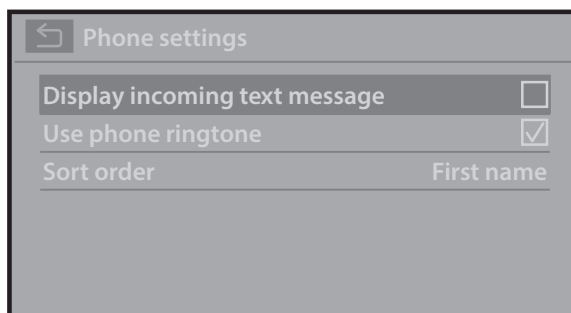 Phone settings
Display incoming text message
Use phone ringtone
Sort order First name